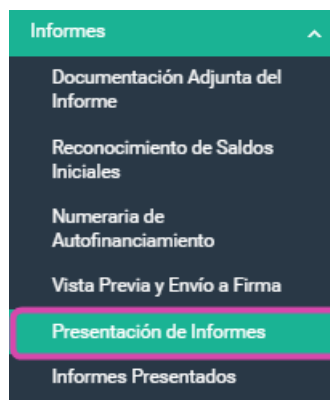 Informes
Documentación Adjunta del
Informe
Reconocimiento de Saldos
Iniciales
Numeraria de
Autofinanciamiento
Vista Previa y Envío a Firma
Presentación de Informes
Informes Presentados